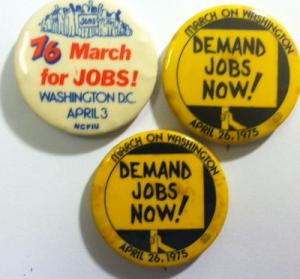 JOBS
'76 March
for JOBS!
WASHINGTON D.C.
APRIL 3
NCFIU
MARCH ON WASHINGTON
DEMAND
JOBS
NOW!
APRIL 26, 1975
MARCH ON WASHINGTON
DEMAND
JOBS
NOW!
APRIL 26, 1975